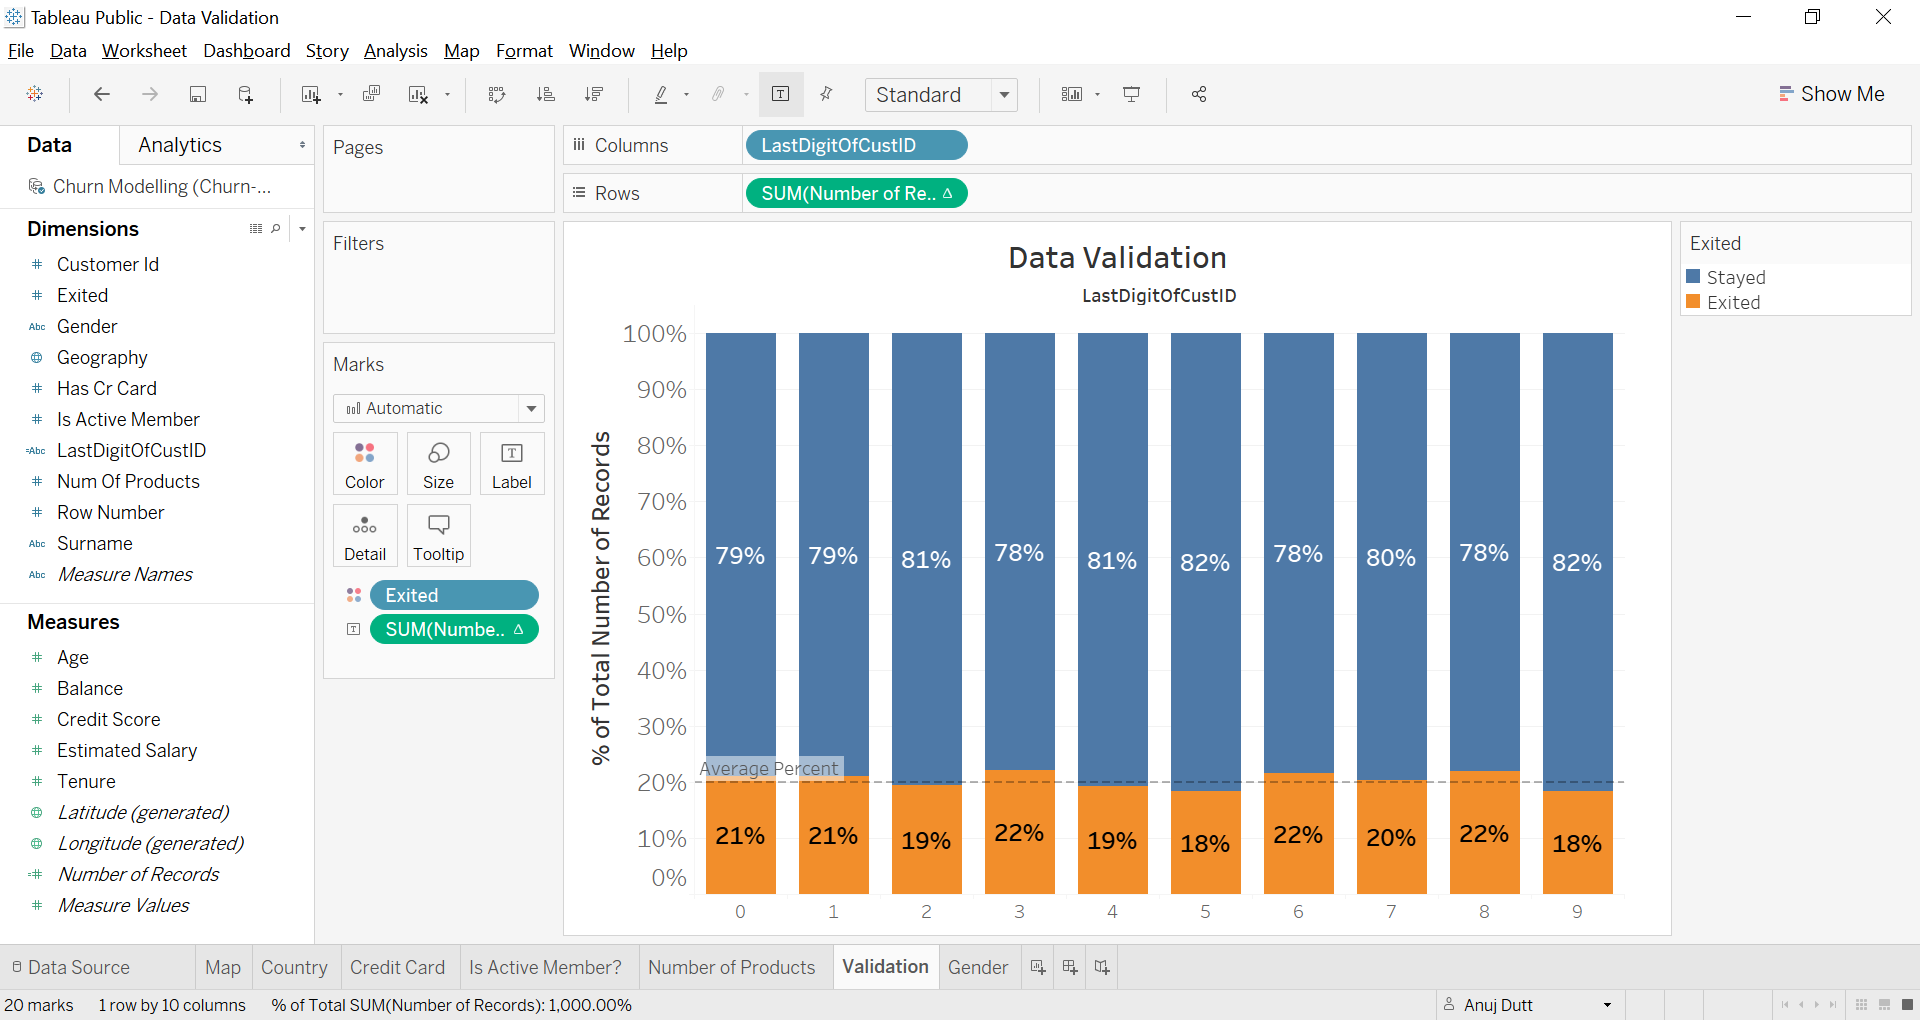 Tableau Public - Data Validation
File Data Worksheet Dashboard Story Analysis Map Format Window Help
Standard
Show Me
Data Analytics
Churn Modelling (Churn-...
Dimensions
Customer Id
Exited
Abc Gender
Geography
Has Cr Card
Is Active Member
=Abc LastDigitOfCustID
Num Of Products
Row Number
Abc Surname
Abc Measure Names
Measures
Age
Balance
Credit Score
Estimated Salary
Tenure
Latitude (generated)
Longitude (generated)
Number of Records
Measure Values
Pages
Filters
Marks
Automatic
Color Size Label
Detail Tooltip
Exited
SUM(Numbe.. Δ
Columns LastDigitOfCustID
Rows SUM(Number of Re.. Δ
Data Validation
LastDigitOfCustID
% of Total Number of Records
100%
90%
80%
70%
60%
50%
40%
30%
20%
10%
0%
79% 79% 81% 78% 81% 82% 78% 80% 78% 82%
Average Percent
21% 21% 19% 22% 19% 18% 22% 20% 22% 18%
0 1 2 3 4 5 6 7 8 9
Exited
Stayed
Exited
Data Source Map Country Credit Card Is Active Member? Number of Products Validation Gender
20 marks 1 row by 10 columns % of Total SUM(Number of Records): 1,000.00% Anuj Dutt